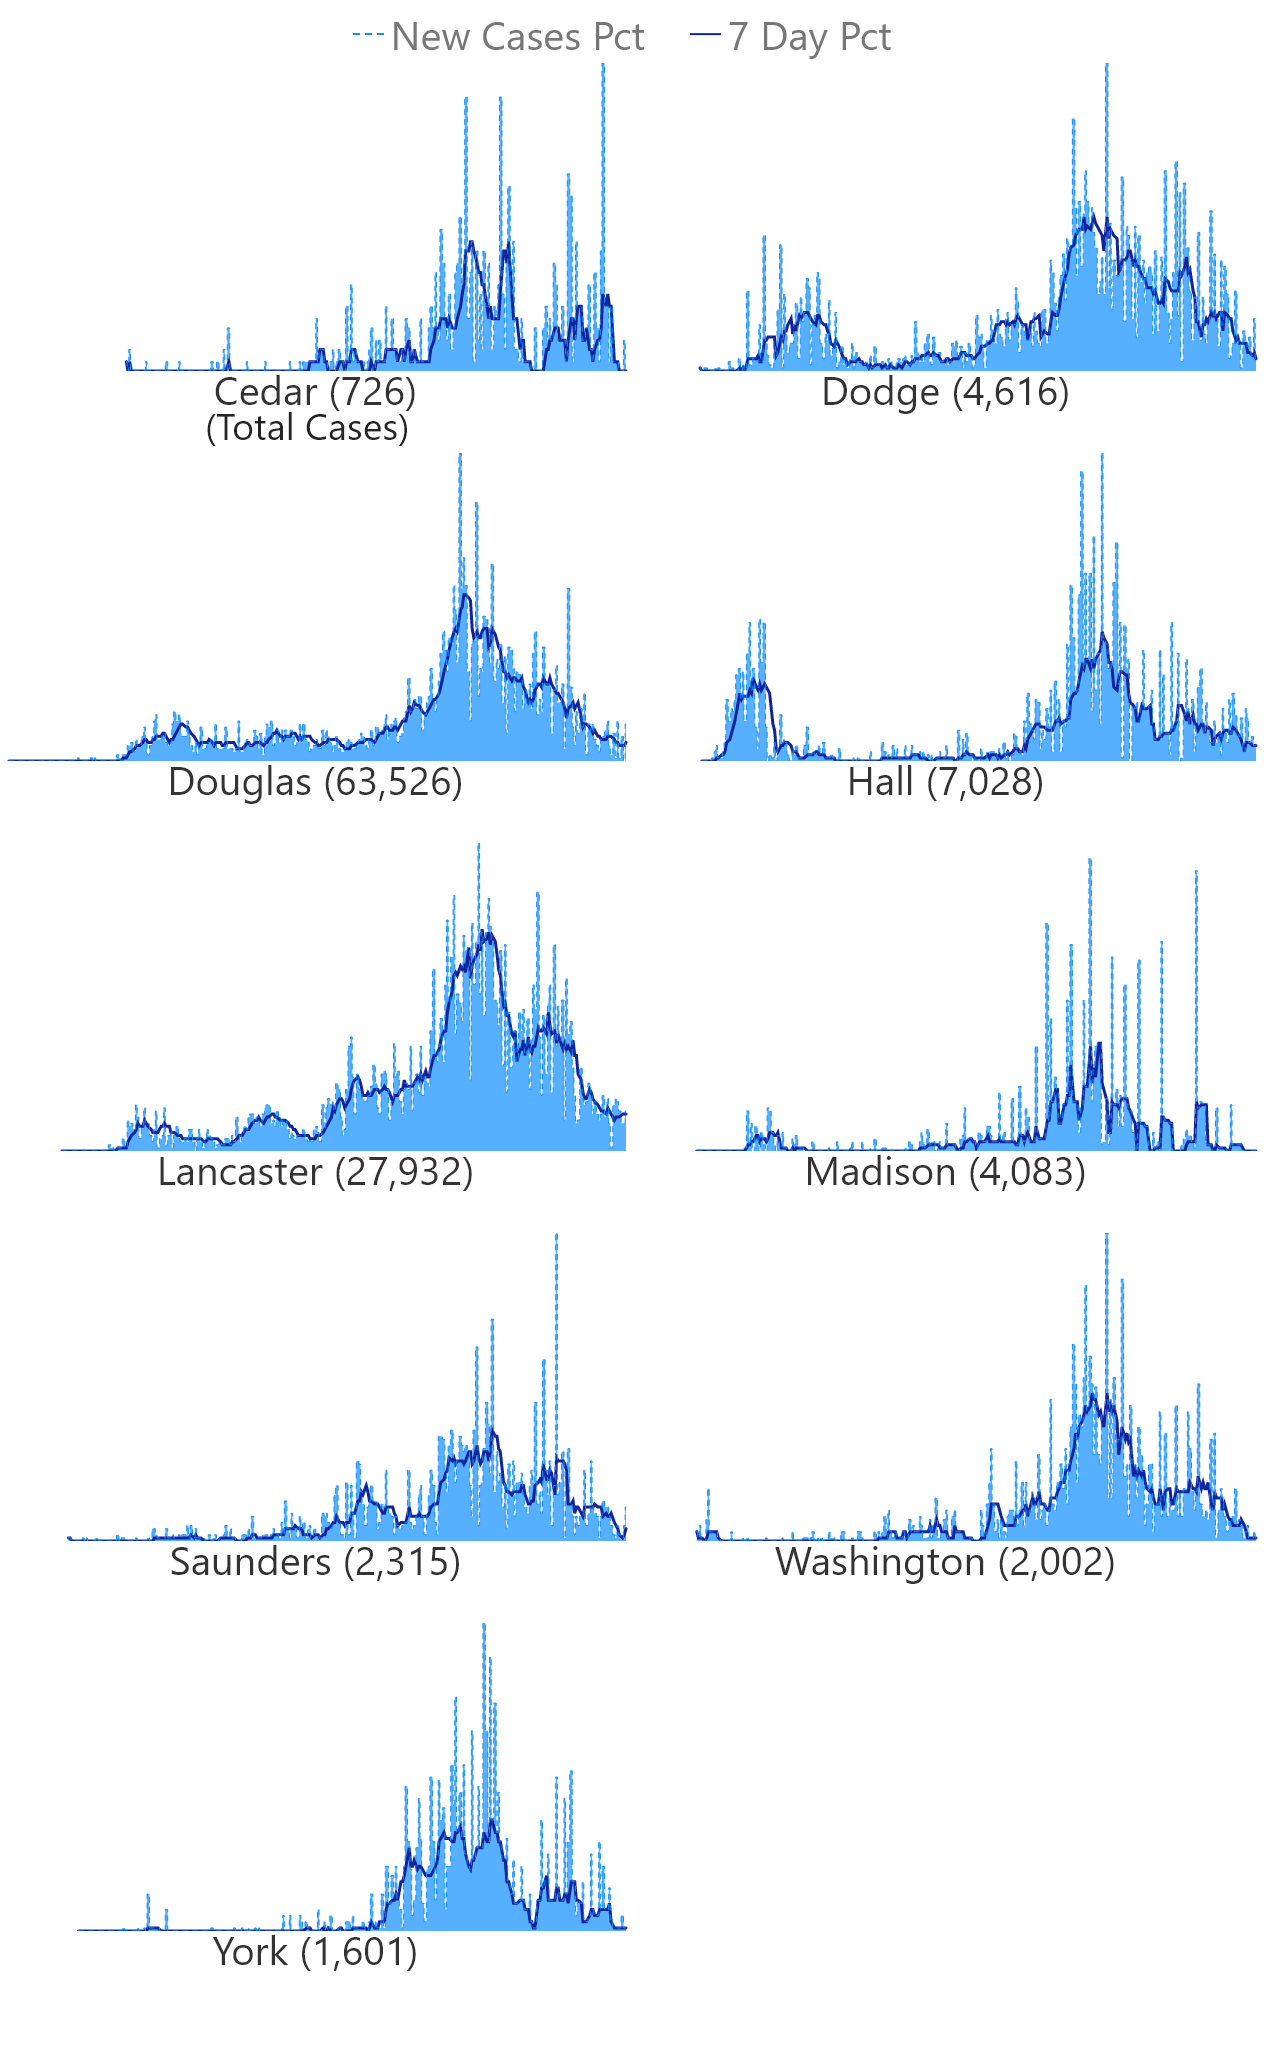 New Cases Pct 7 Day Pct
Cedar (726) Dodge (4,616)
(Total Cases)
Douglas (63,526) Hall (7,028)
Lancaster (27,932) Madison (4,083)
Saunders (2,315) Washington (2,002)
York (1,601)